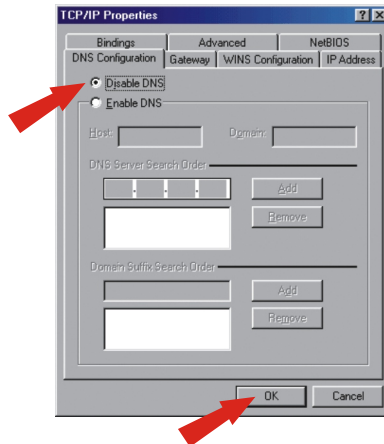 TCP/IP Properties
Bindings Advanced NetBIOS
DNS Configuration Gateway WINS Configuration IP Address
Disable DNS
Enable DNS
Host: Domain:
DNS Server Search Order
Add
Remove
Domain Suffix Search Order
Add
Remove
OK Cancel